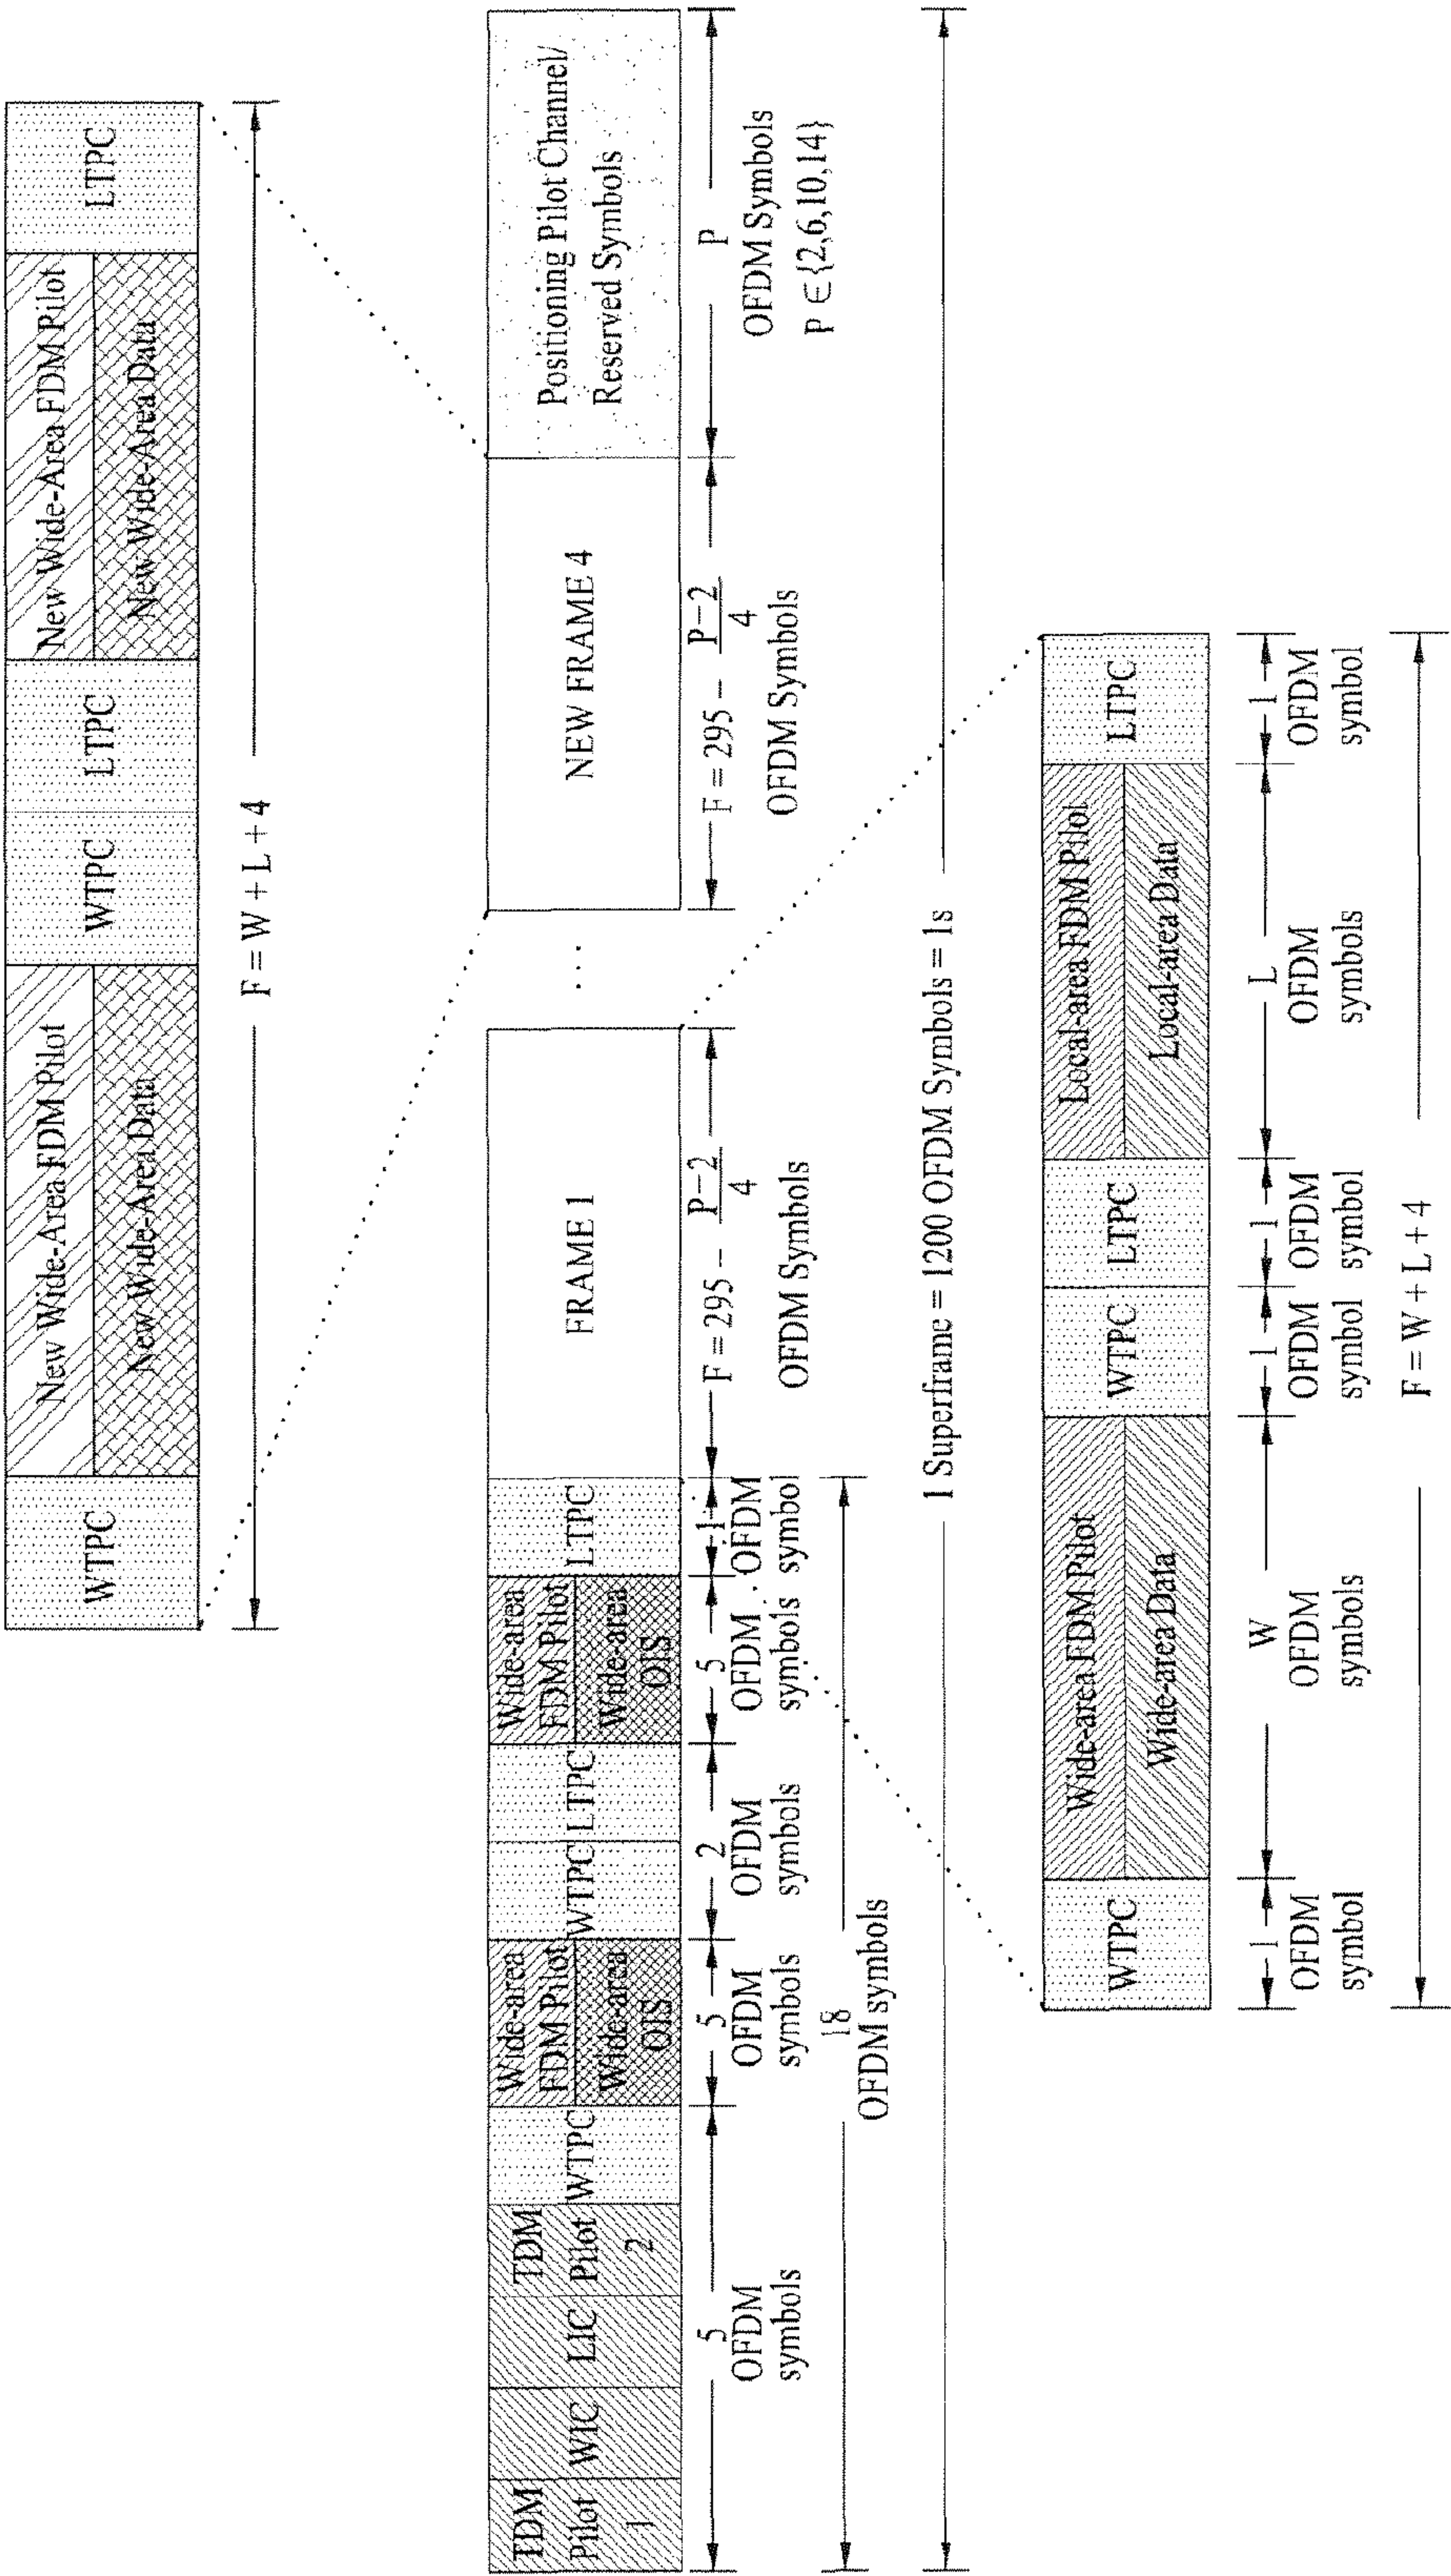 WTPC
New Wide-Area FDM Pilot
New Wide-Area Data
WTPC
LTPC
New Wide-Area FDM Pilot
New Wide-Area Data
LTPC
F = W + L + 4
TDM
Pilot
1
WIC
LIC
TDM
Pilot
2
WTPC
Wide-area
FDM Pilot
Wide-area
OIS
WTPC
LTPC
Wide-area
FDM Pilot
Wide-area
OIS
LTPC
FRAME 1
...
NEW FRAME 4
Positioning Pilot Channel/
Reserved Symbols
5
OFDM
symbols
5
OFDM
symbols
2
OFDM
symbols
5
OFDM
symbols
1
OFDM
symbol
F = 295 - P-2
4
OFDM Symbols
F = 295 - P-2
4
OFDM Symbols
P
OFDM Symbols
P ∈ {2,6,10,14}
18
OFDM symbols
1 Superframe = 1200 OFDM Symbols = 1s
WTPC
Wide-area FDM Pilot
Wide-area Data
WTPC
LTPC
Local-area FDM Pilot
Local-area Data
LTPC
1
OFDM
symbol
W
OFDM
symbols
1
OFDM
symbol
1
OFDM
symbol
L
OFDM
symbols
1
OFDM
symbol
F = W + L + 4